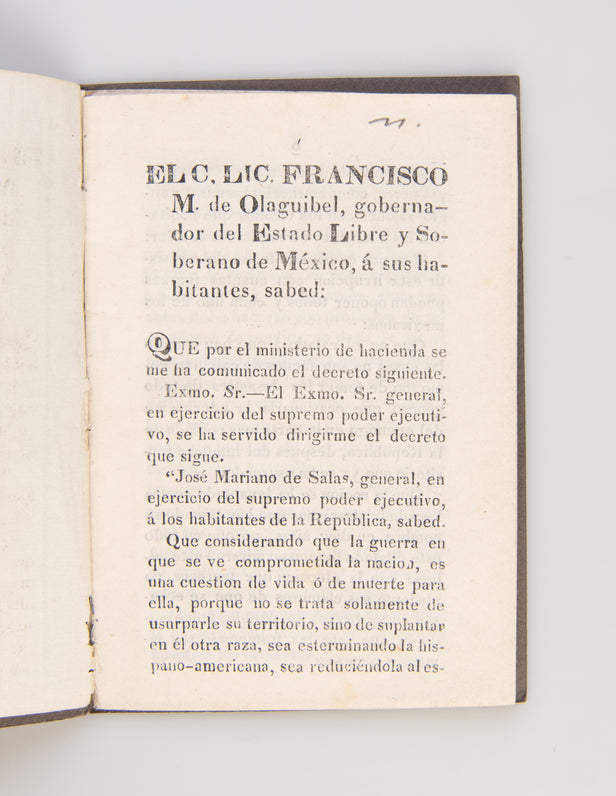 EL C. LIC. FRANCISCO
M. de Olaguibel, goberna-
dor del Estado Libre y So-
berano de México, á sus ha-
bitantes, sabed:
QUE por el ministerio de hacienda se
me ha comunicado el decreto siguiente.
Exmo. Sr.—El Exmo. Sr. general,
en ejercicio del supremo poder ejecuti-
vo, se ha servido dirigirme el decreto
que sigue.
“José Mariano de Salas, general, en
ejercicio del supremo poder ejecutivo,
á los habitantes de la República, sabed.
Que considerando que la guerra en
que se ve comprometida la nacion, es
una cuestion de vida ó de muerte para
ella, porque no se trata solamente de
usurparle su territorio, sino de suplantar
en él otra raza, sea esterminando la his-
pano-americana, sea reduciéndola al es-